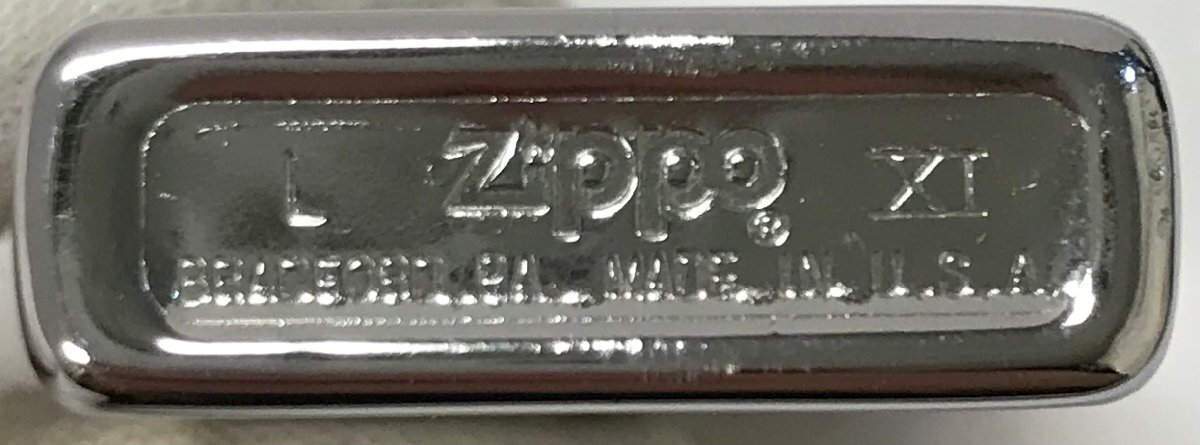 L Zippo® XI
BRADFORD, PA. MADE IN U.S.A.